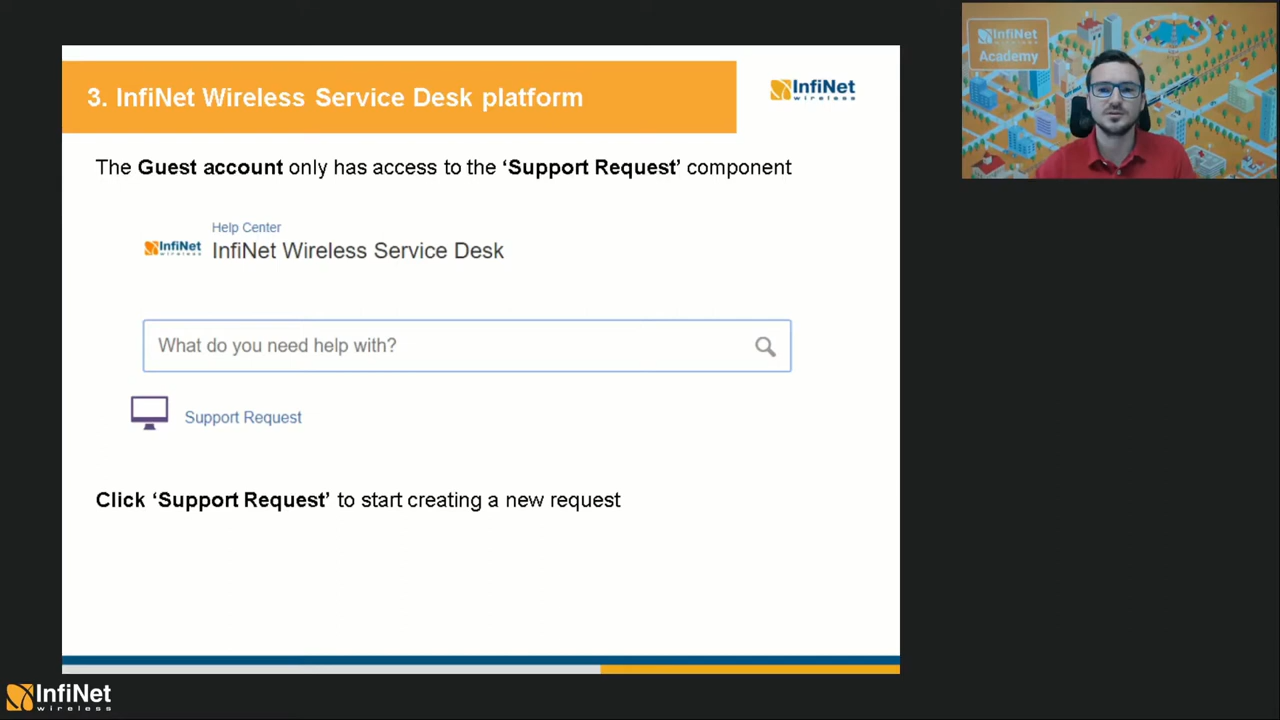 3. InfiNet Wireless Service Desk platform
InfiNet
wireless
InfiNet
wireless
Academy
The Guest account only has access to the ‘Support Request’ component
Help Center
InfiNet
wireless
InfiNet Wireless Service Desk
What do you need help with?
Support Request
Click ‘Support Request’ to start creating a new request
InfiNet
wireless